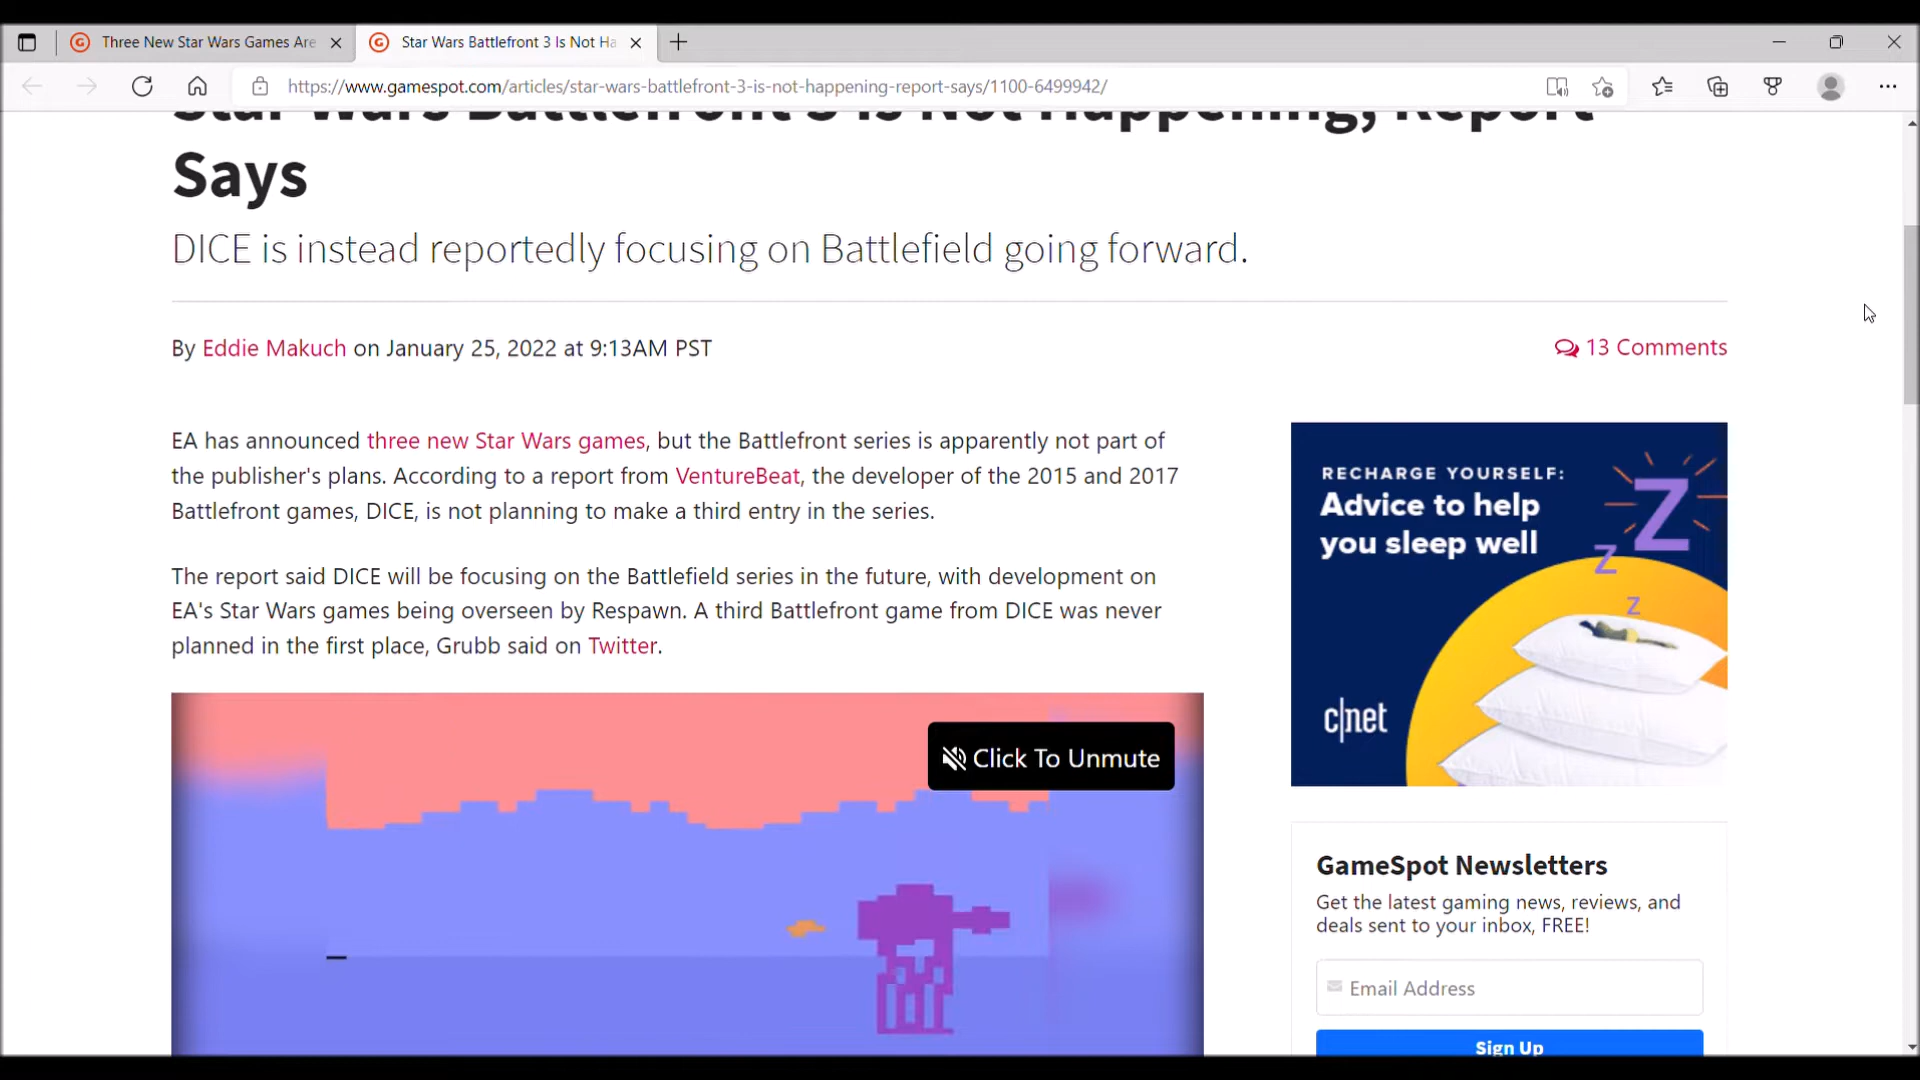 Three New Star Wars Games Are
Star Wars Battlefront 3 Is Not Ha
https://www.gamespot.com/articles/star-wars-battlefront-3-is-not-happening-report-says/1100-6499942/
Star Wars Battlefront 3 Is Not Happening, Report
Says
DICE is instead reportedly focusing on Battlefield going forward.
By Eddie Makuch on January 25, 2022 at 9:13AM PST
13 Comments
EA has announced three new Star Wars games, but the Battlefront series is apparently not part of
the publisher's plans. According to a report from VentureBeat, the developer of the 2015 and 2017
Battlefront games, DICE, is not planning to make a third entry in the series.
The report said DICE will be focusing on the Battlefield series in the future, with development on
EA's Star Wars games being overseen by Respawn. A third Battlefront game from DICE was never
planned in the first place, Grubb said on Twitter.
Click To Unmute
RECHARGE YOURSELF:
Advice to help
you sleep well
Z
Z
Z
c|net
GameSpot Newsletters
Get the latest gaming news, reviews, and
deals sent to your inbox, FREE!
Email Address
Sign Up